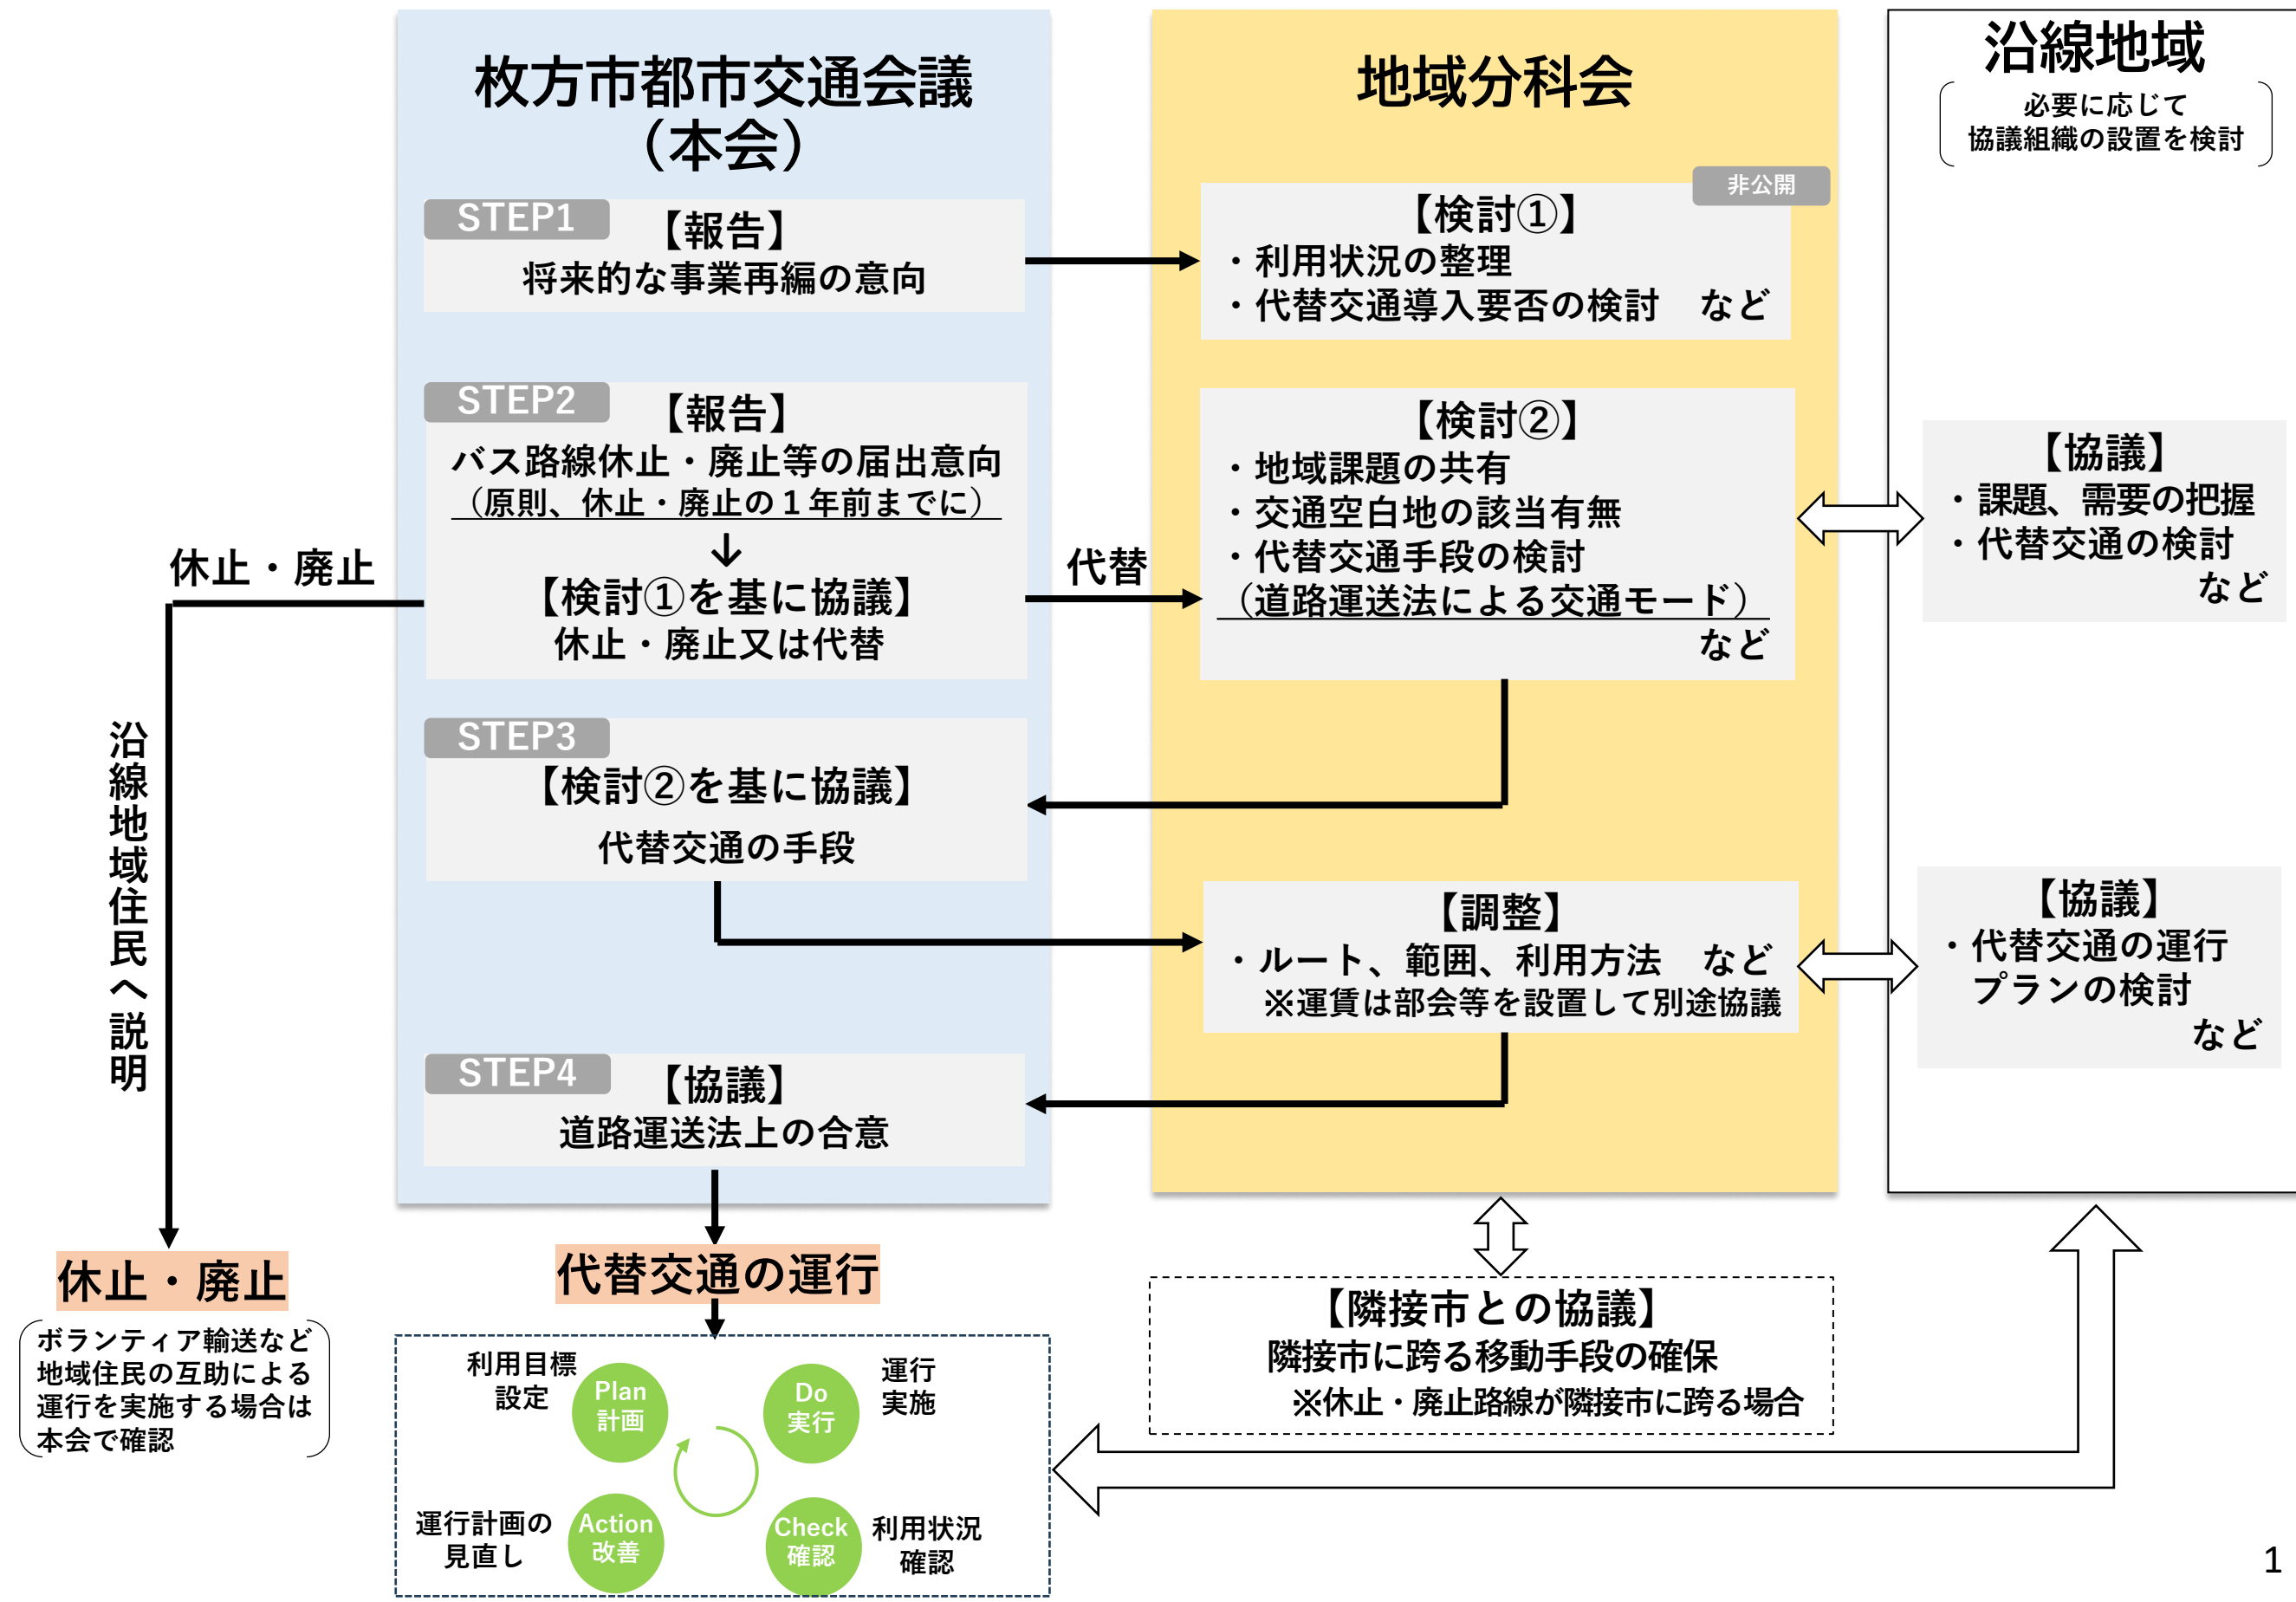 枚方市都市交通会議
（本会）
STEP1
【報告】
将来的な事業再編の意向
STEP2
【報告】
バス路線休止・廃止等の届出意向
（原則、休止・廃止の１年前までに）
↓
【検討①を基に協議】
休止・廃止又は代替
STEP3
【検討②を基に協議】
代替交通の手段
STEP4
【協議】
道路運送法上の合意
代替
地域分科会
非公開
【検討①】
・利用状況の整理
・代替交通導入要否の検討　など
【検討②】
・地域課題の共有
・交通空白地の該当有無
・代替交通手段の検討
（道路運送法による交通モード）
など
【調整】
・ルート、範囲、利用方法　など
※運賃は部会等を設置して別途協議
沿線地域
必要に応じて
協議組織の設置を検討
【協議】
・課題、需要の把握
・代替交通の検討
など
【協議】
・代替交通の運行
プランの検討
など
休止・廃止
沿線地域住民へ説明
休止・廃止
ボランティア輸送など
地域住民の互助による
運行を実施する場合は
本会で確認
代替交通の運行
利用目標
設定
Plan
計画
Do
実行
運行
実施
運行計画の
見直し
Action
改善
Check
確認
利用状況
確認
【隣接市との協議】
隣接市に跨る移動手段の確保
※休止・廃止路線が隣接市に跨る場合
1